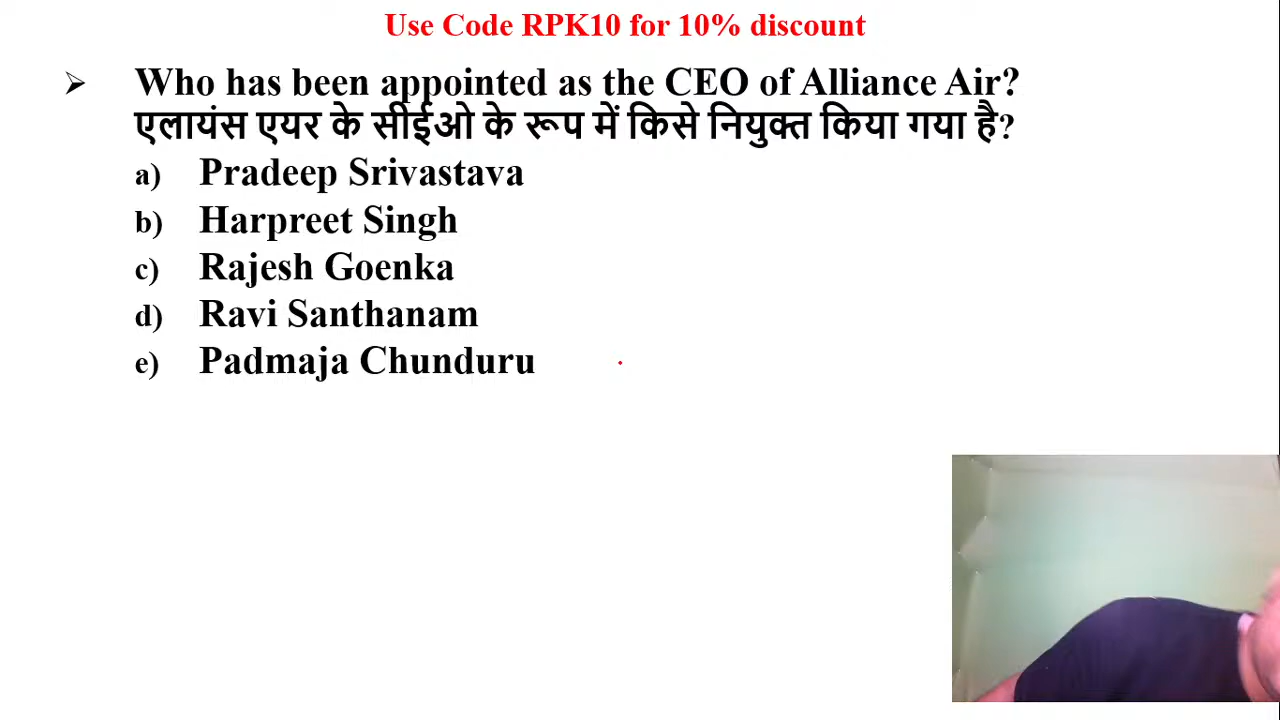 Use Code RPK10 for 10% discount
➢ Who has been appointed as the CEO of Alliance Air?
एलायंस एयर के सीईओ के रूप में किसे नियुक्त किया गया है?
a) Pradeep Srivastava
b) Harpreet Singh
c) Rajesh Goenka
d) Ravi Santhanam
e) Padmaja Chunduru